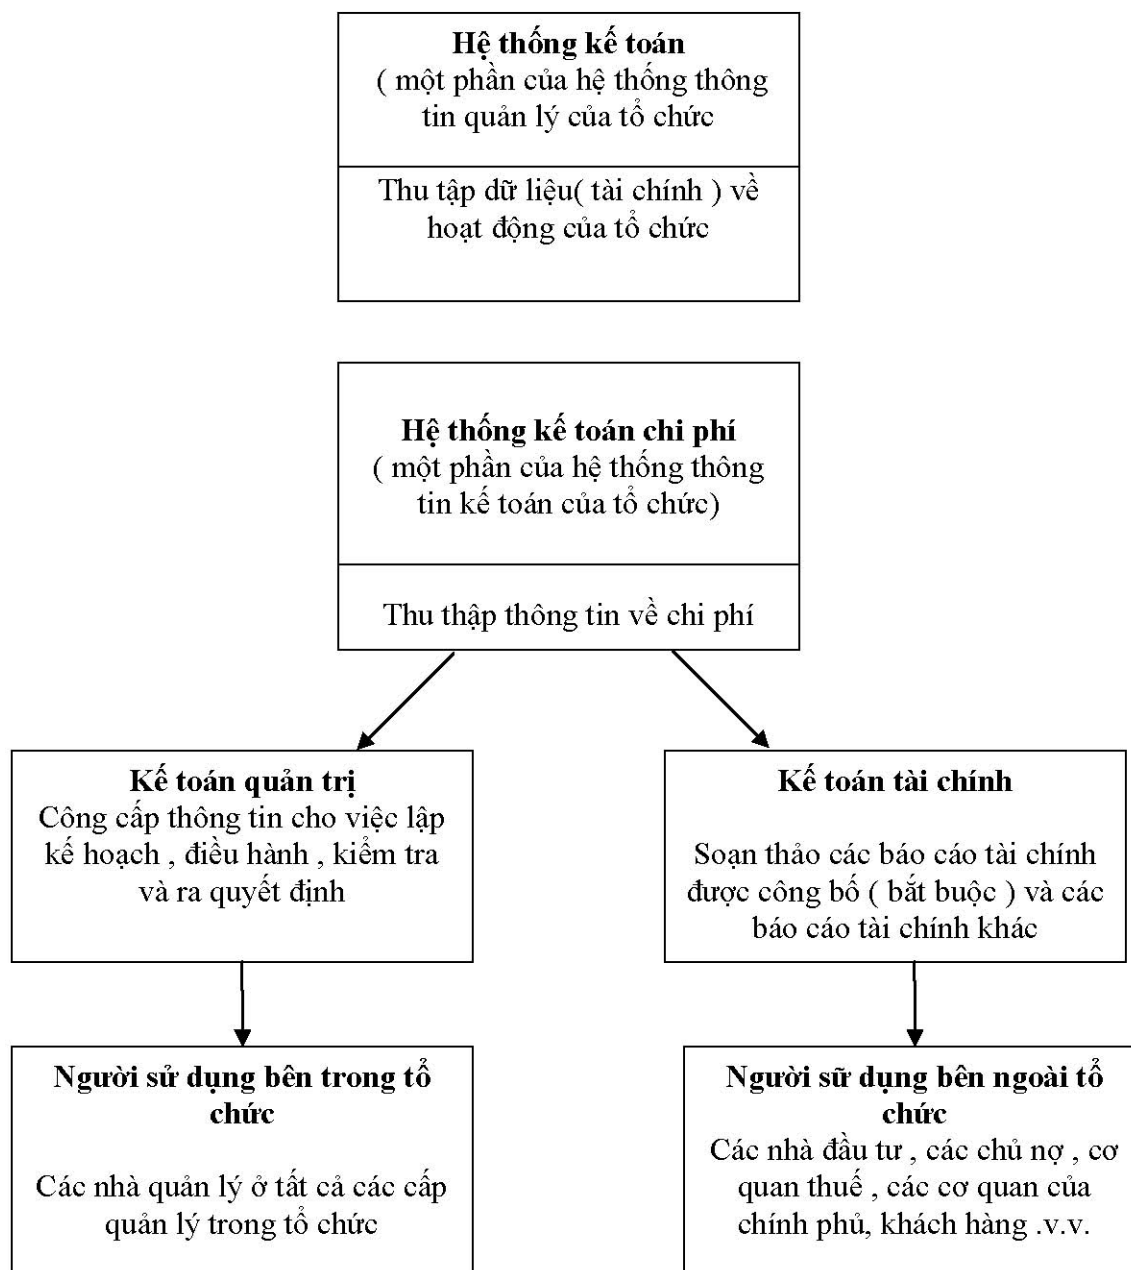 Hệ thống kế toán
( một phần của hệ thống thông
tin quản lý của tổ chức
Thu tập dữ liệu( tài chính ) về
hoạt động của tổ chức
Hệ thống kế toán chi phí
( một phần của hệ thống thông
tin kế toán của tổ chức)
Thu thập thông tin về chi phí
Kế toán quản trị
Công cấp thông tin cho việc lập
kế hoạch , điều hành , kiểm tra
và ra quyết định
Kế toán tài chính
Soạn thảo các báo cáo tài chính
được công bố ( bắt buộc ) và các
báo cáo tài chính khác
Người sử dụng bên trong tổ
chức
Các nhà quản lý ở tất cả các cấp
quản lý trong tổ chức
Người sữ dụng bên ngoài tổ
chức
Các nhà đầu tư , các chủ nợ , cơ
quan thuế , các cơ quan của
chính phủ, khách hàng .v.v.